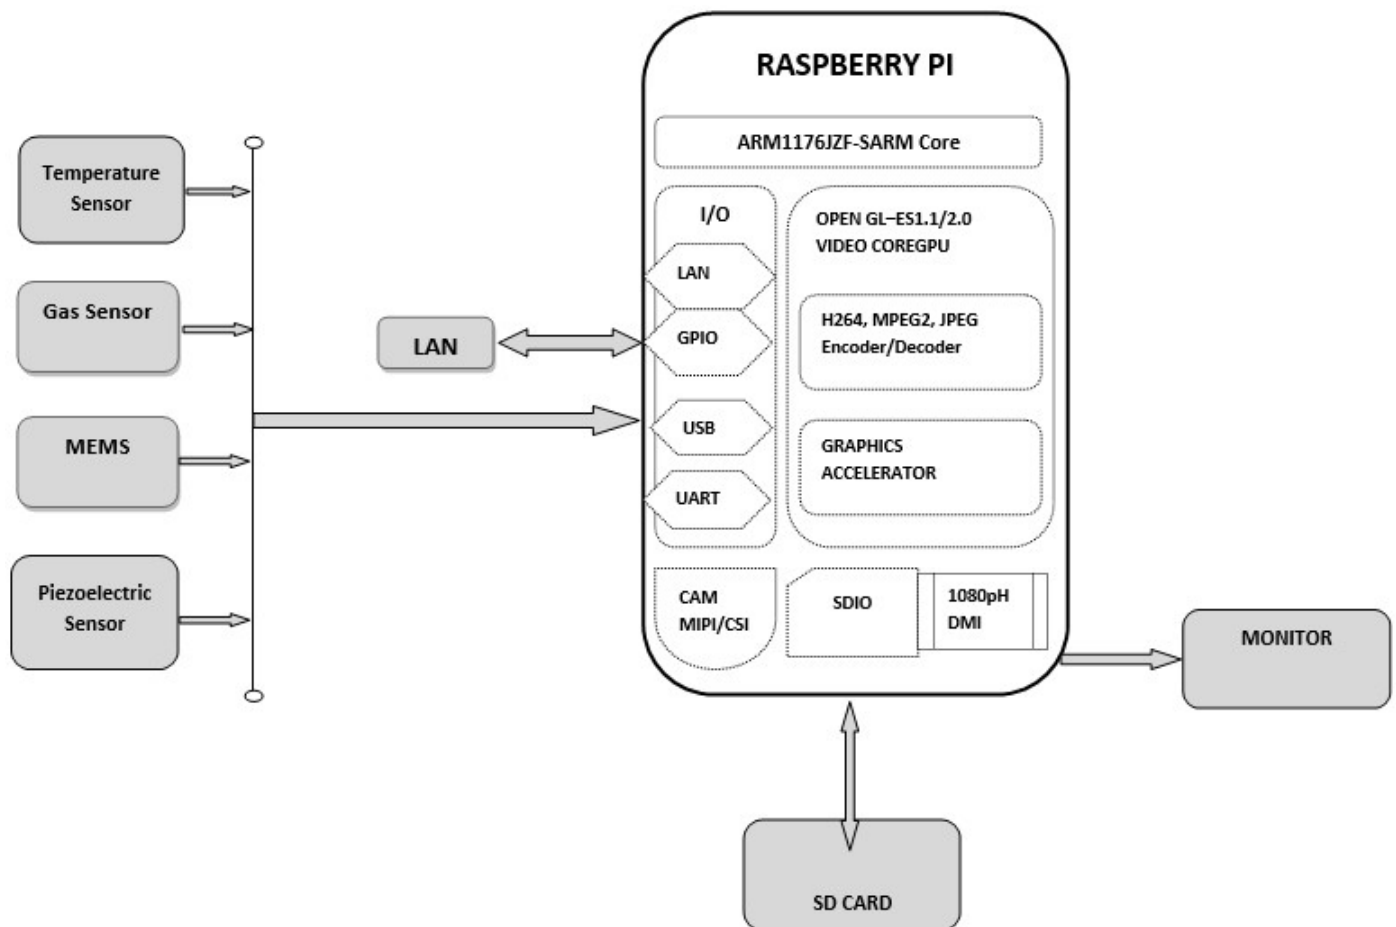 RASPBERRY PI
ARM1176JZF-SARM Core
Temperature
Sensor
Gas Sensor
MEMS
Piezoelectric
Sensor
LAN
I/O
LAN
GPIO
USB
UART
OPEN GL–ES1.1/2.0
VIDEO COREGPU
H264, MPEG2, JPEG
Encoder/Decoder
GRAPHICS
ACCELERATOR
CAM
MIPI/CSI
SDIO
1080pH
DMI
MONITOR
SD CARD